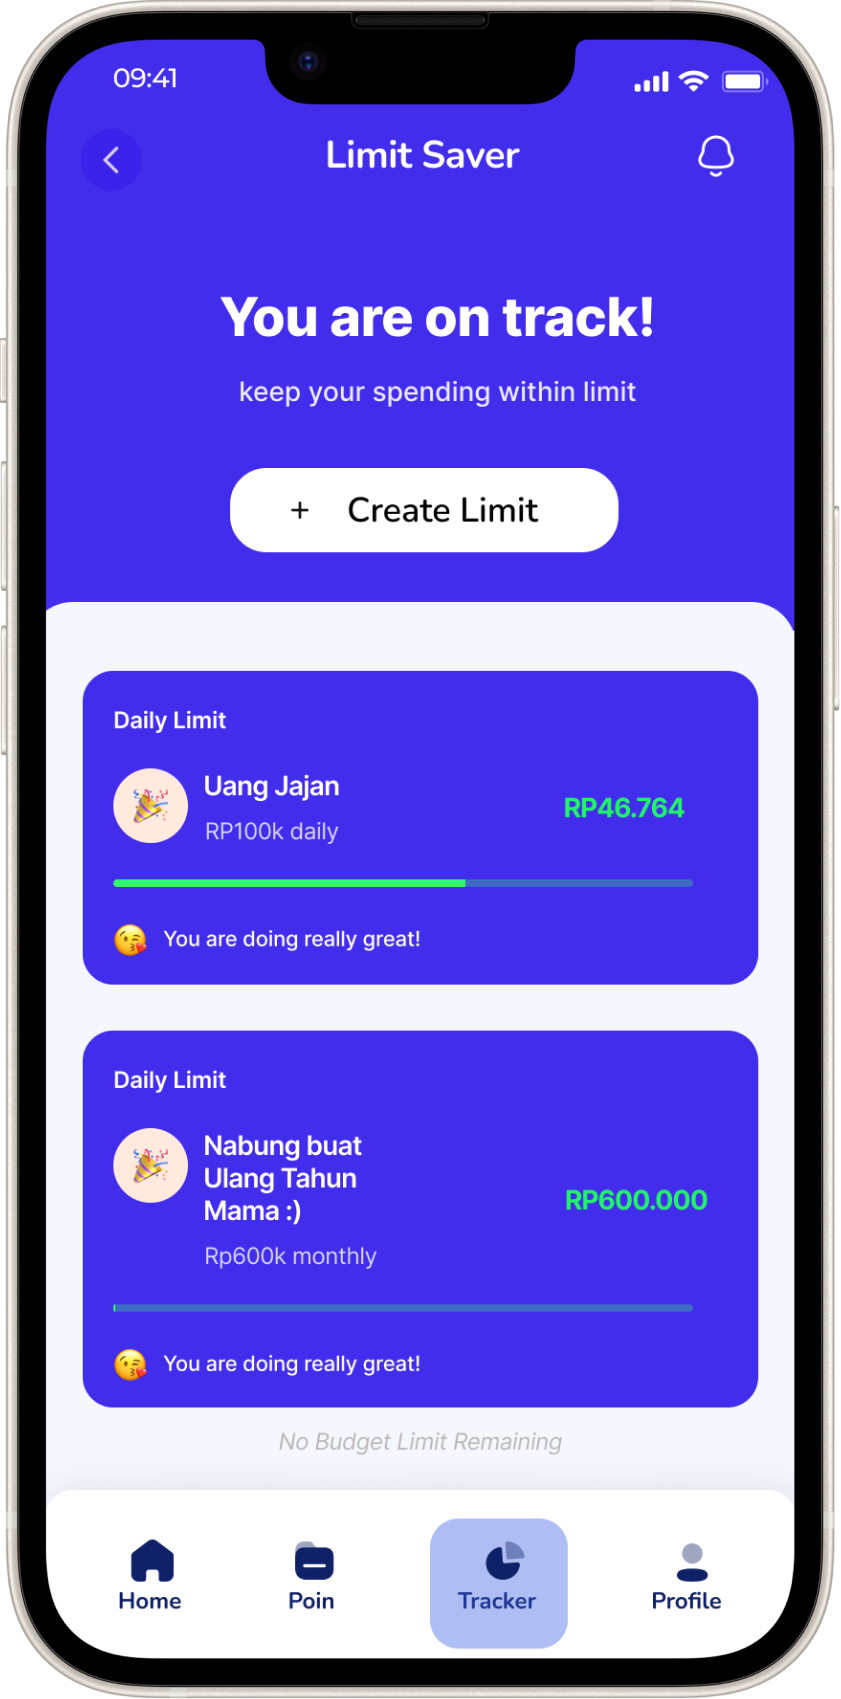 09:41
Limit Saver
You are on track!
keep your spending within limit
+ Create Limit
Daily Limit
Uang Jajan
RP100k daily
RP46.764
You are doing really great!
Daily Limit
Nabung buat
Ulang Tahun
Mama :)
Rp600k monthly
RP600.000
You are doing really great!
No Budget Limit Remaining
Home
Poin
Tracker
Profile